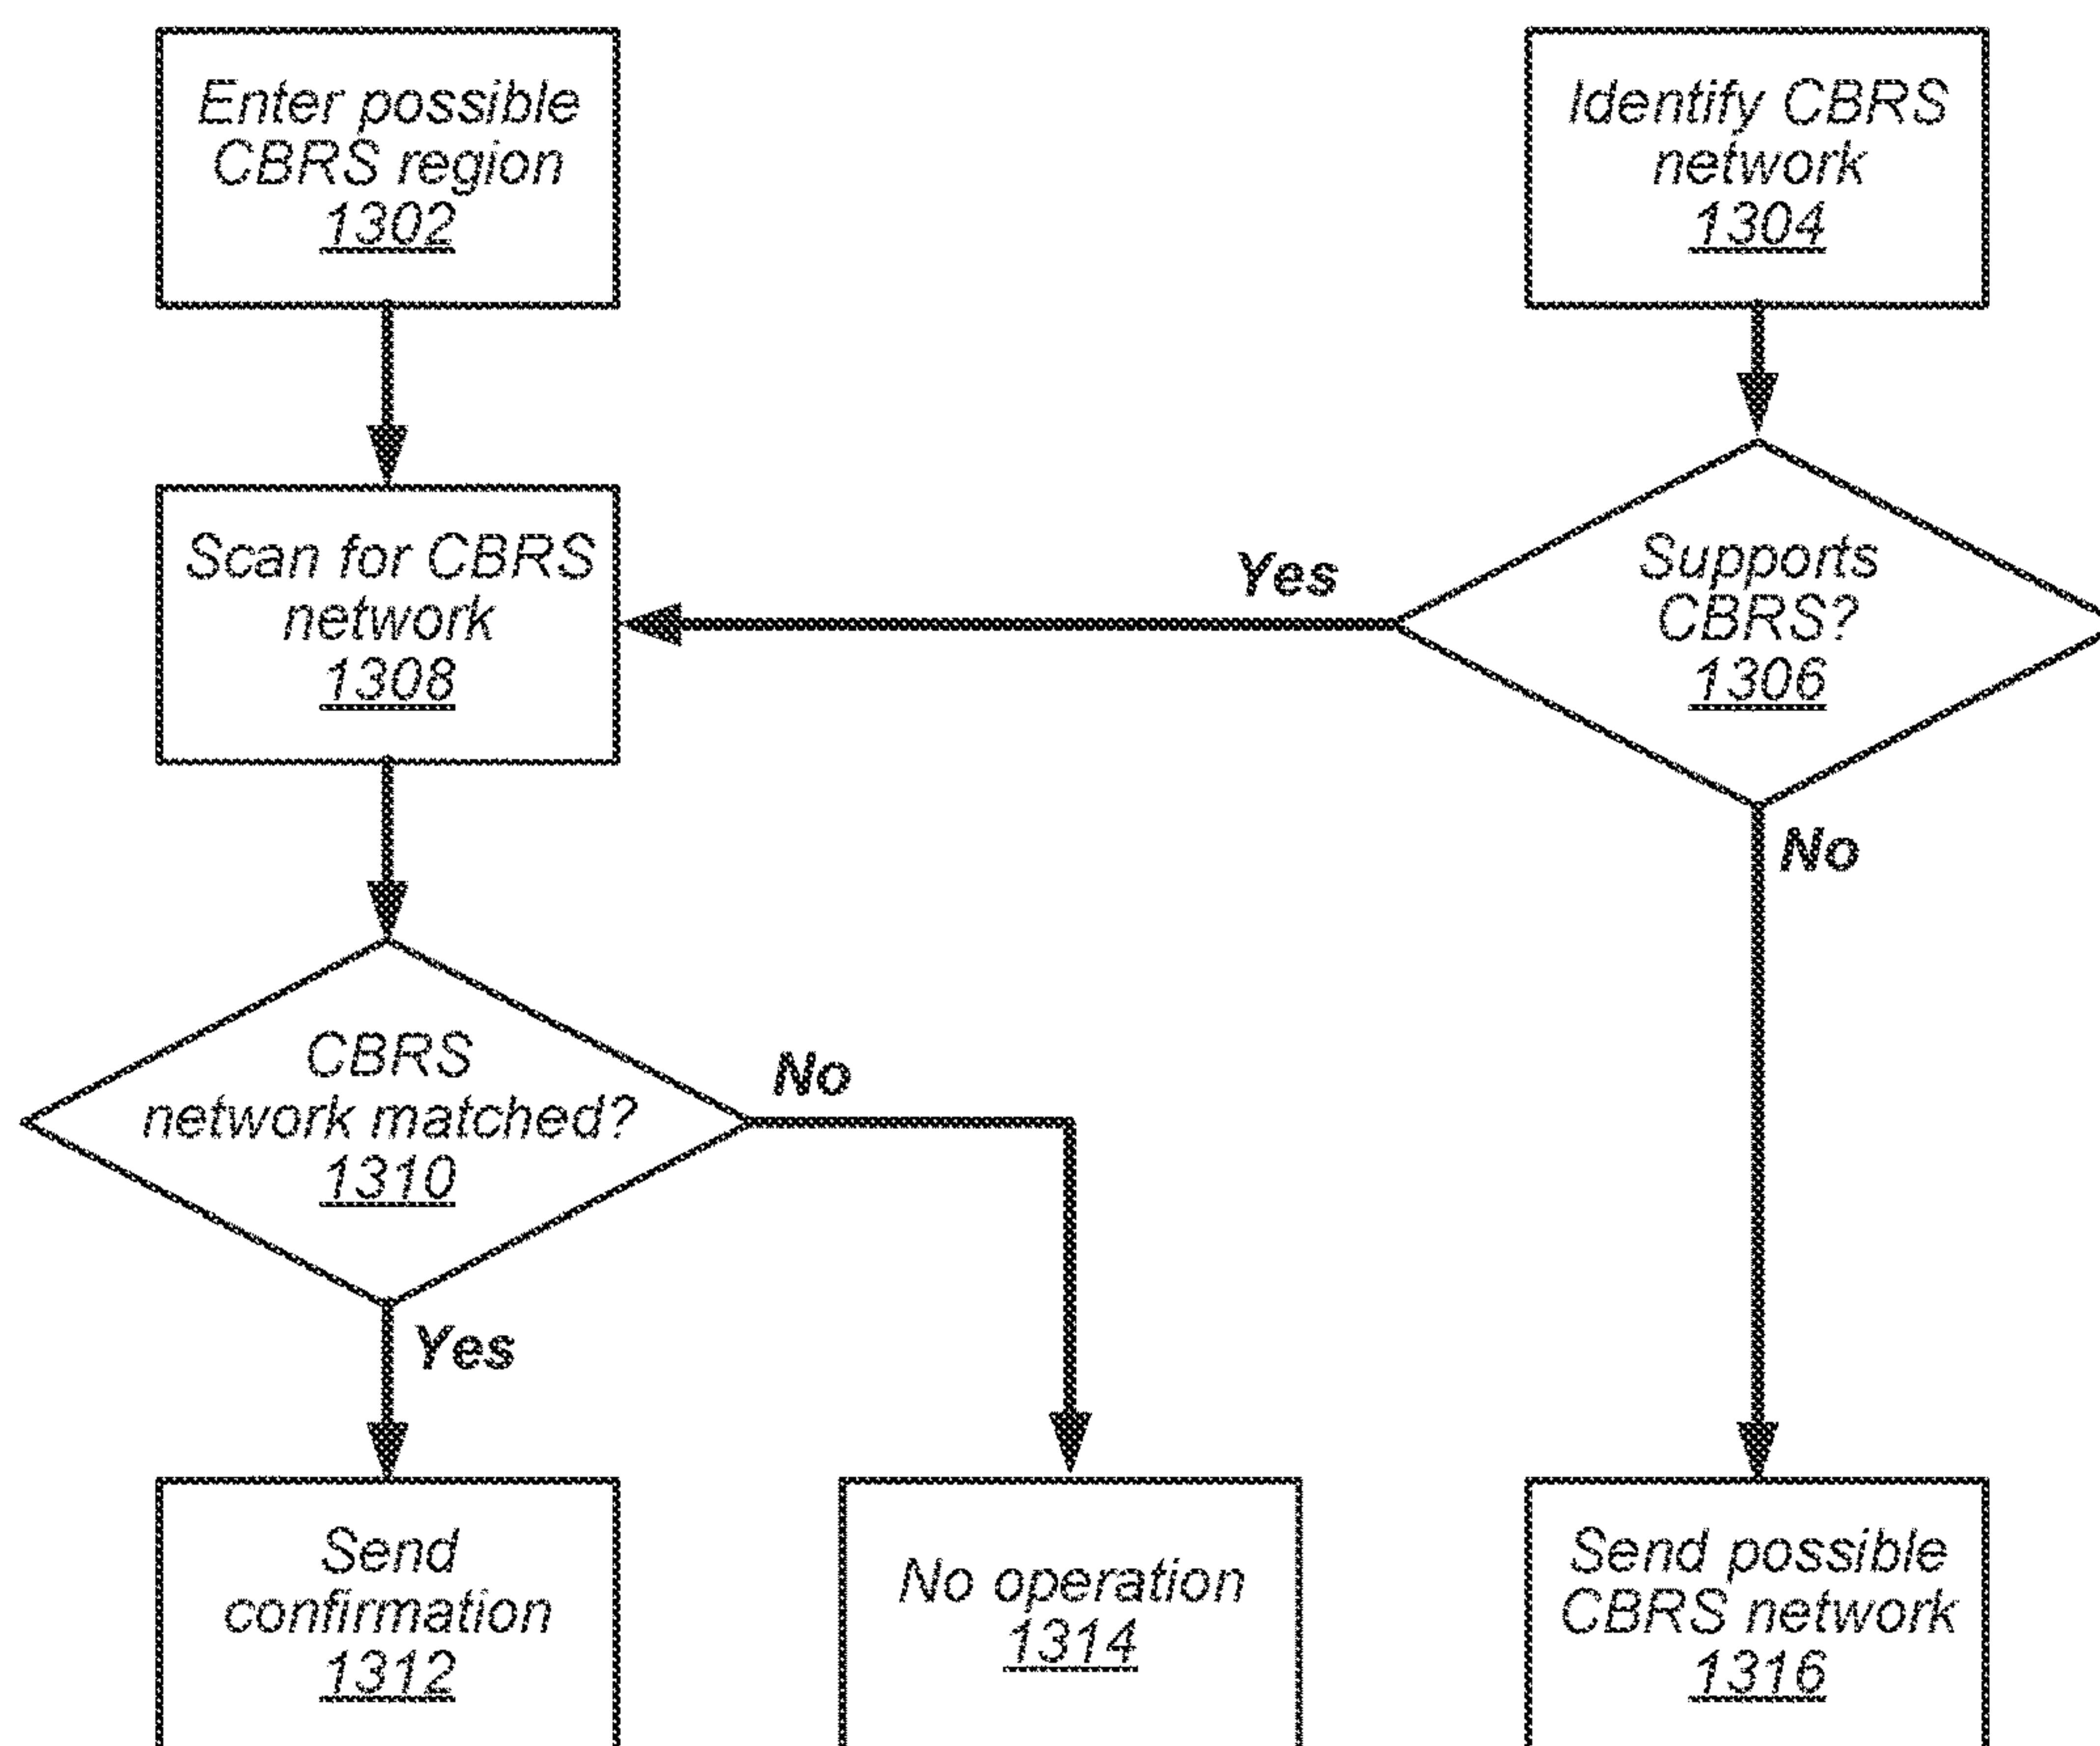 Enter possible
CBRS region
1302
Identify CBRS
network
1304
Scan for CBRS
network
1308
Yes
Supports
CBRS?
1306
No
CBRS
network matched?
1310
No
Yes
Send
confirmation
1312
No operation
1314
Send possible
CBRS network
1316